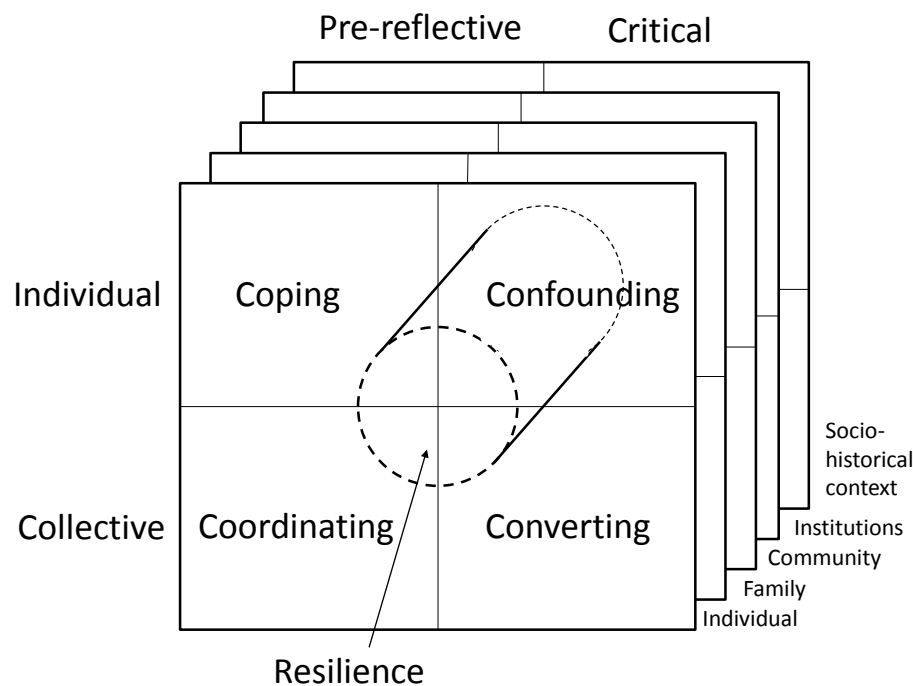 Pre-reflective
Critical
Individual
Coping
Confounding
Collective
Coordinating
Converting
Socio-
historical
context
Institutions
Community
Family
Individual
Resilience